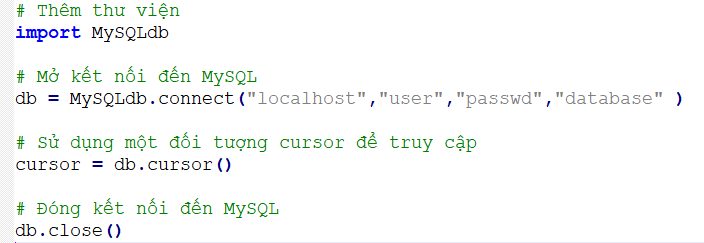 # Thêm thư viện
import MySQLdb
# Mở kết nối đến MySQL
db = MySQLdb.connect("localhost","user","passwd","database" )
# Sử dụng một đối tượng cursor để truy cập
cursor = db.cursor()
# Đóng kết nối đến MySQL
db.close()